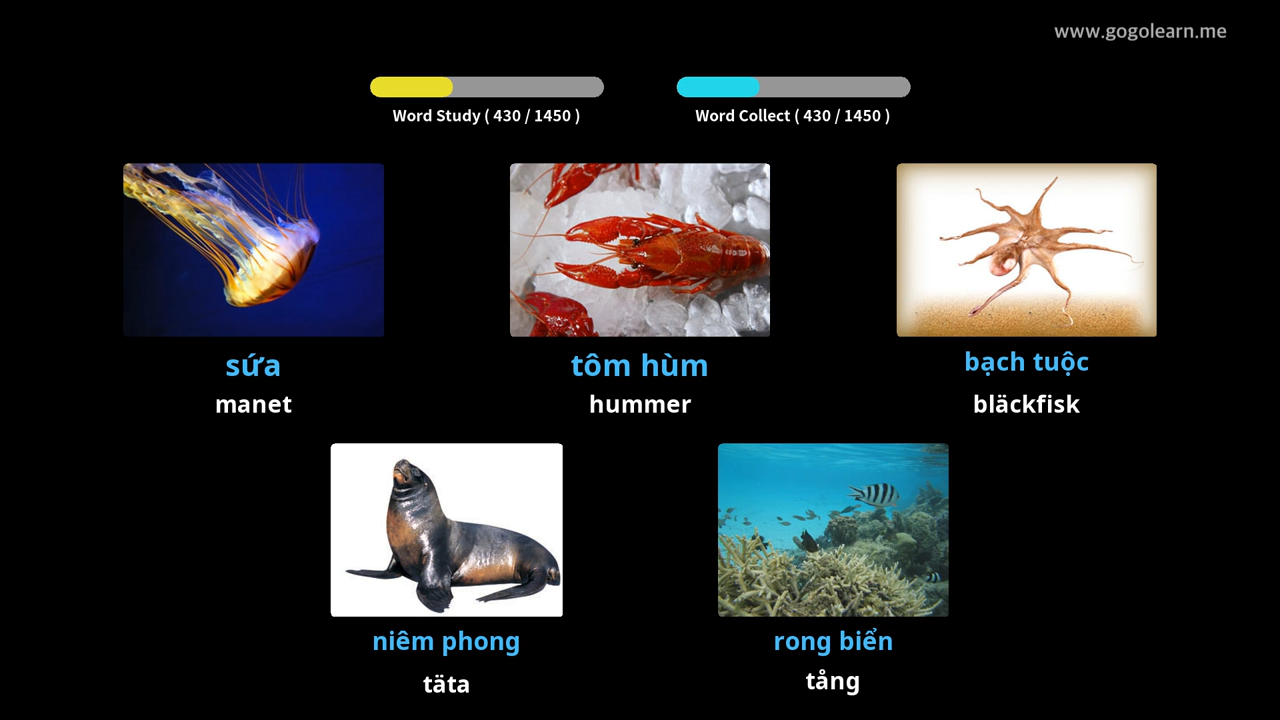 www.gogolearn.me
Word Study ( 430 / 1450 )
Word Collect ( 430 / 1450 )
sứa
manet
tôm hùm
hummer
bạch tuộc
bläckfisk
niêm phong
täta
rong biển
tång